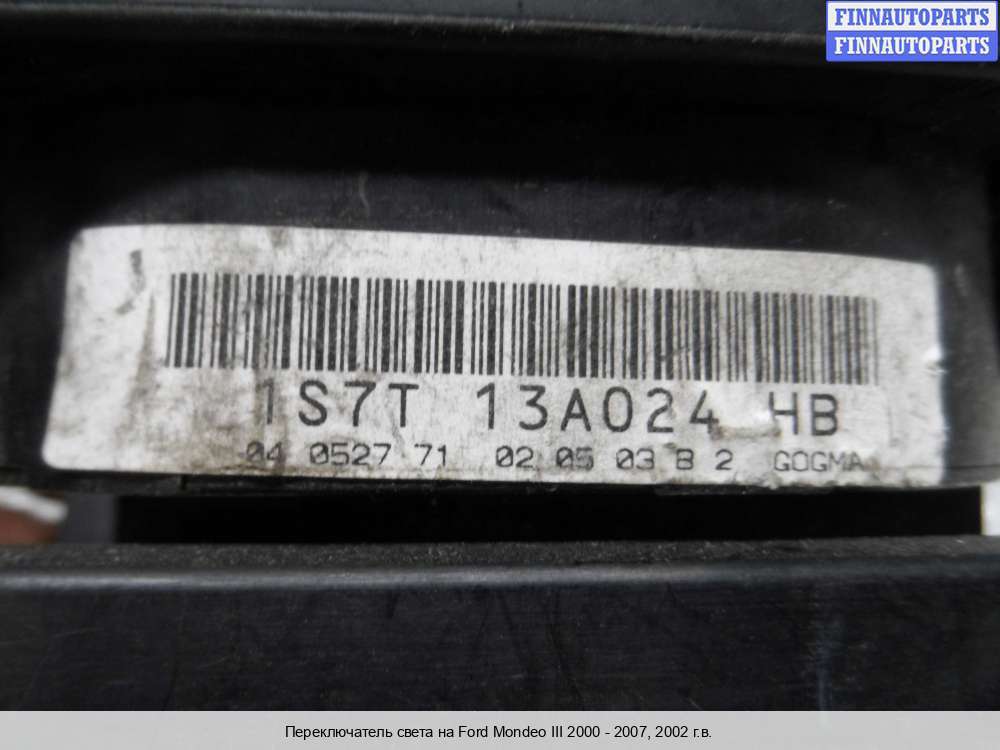 FINNAUTOPARTS
FINNAUTOPARTS
1S7T 13A024 HB
04 0527 71 02 05 03 B 2 GOGMA
Переключатель света на Ford Mondeo III 2000 - 2007, 2002 г.в.